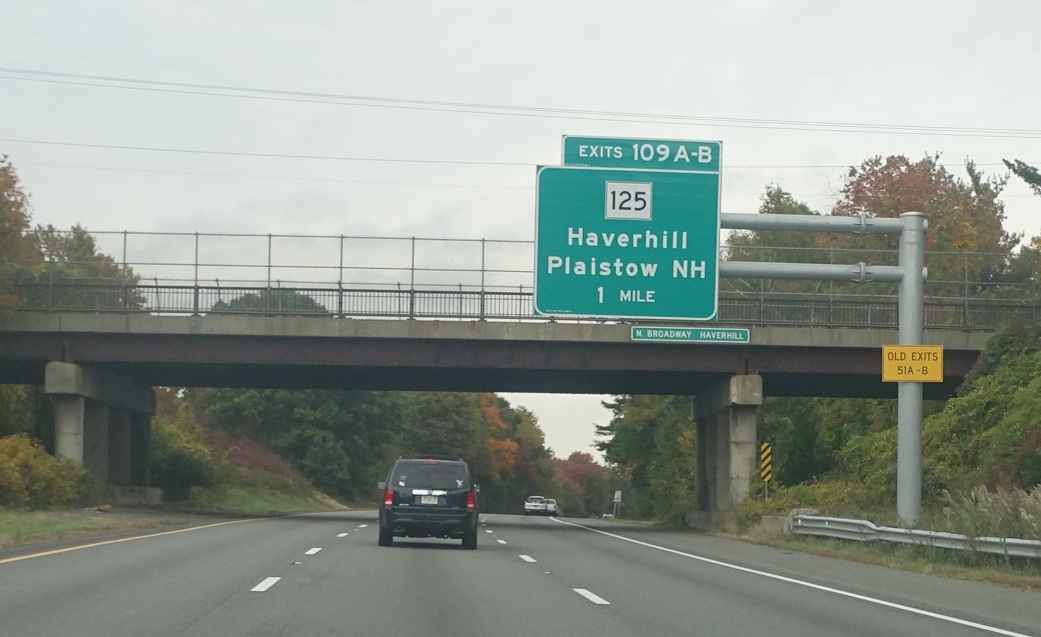 EXITS 109 A-B
125
Haverhill
Plaistow NH
1 MILE
N. BROADWAY HAVERHILL
OLD EXITS
51A-B